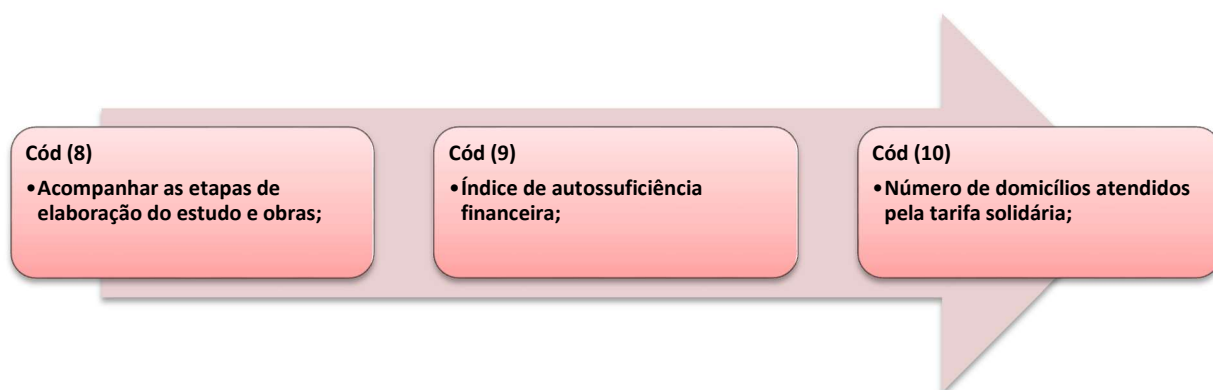 Cód (8)
•Acompanhar as etapas de
elaboração do estudo e obras;
Cód (9)
•Índice de autossuficiência
financeira;
Cód (10)
•Número de domicílios atendidos
pela tarifa solidária;